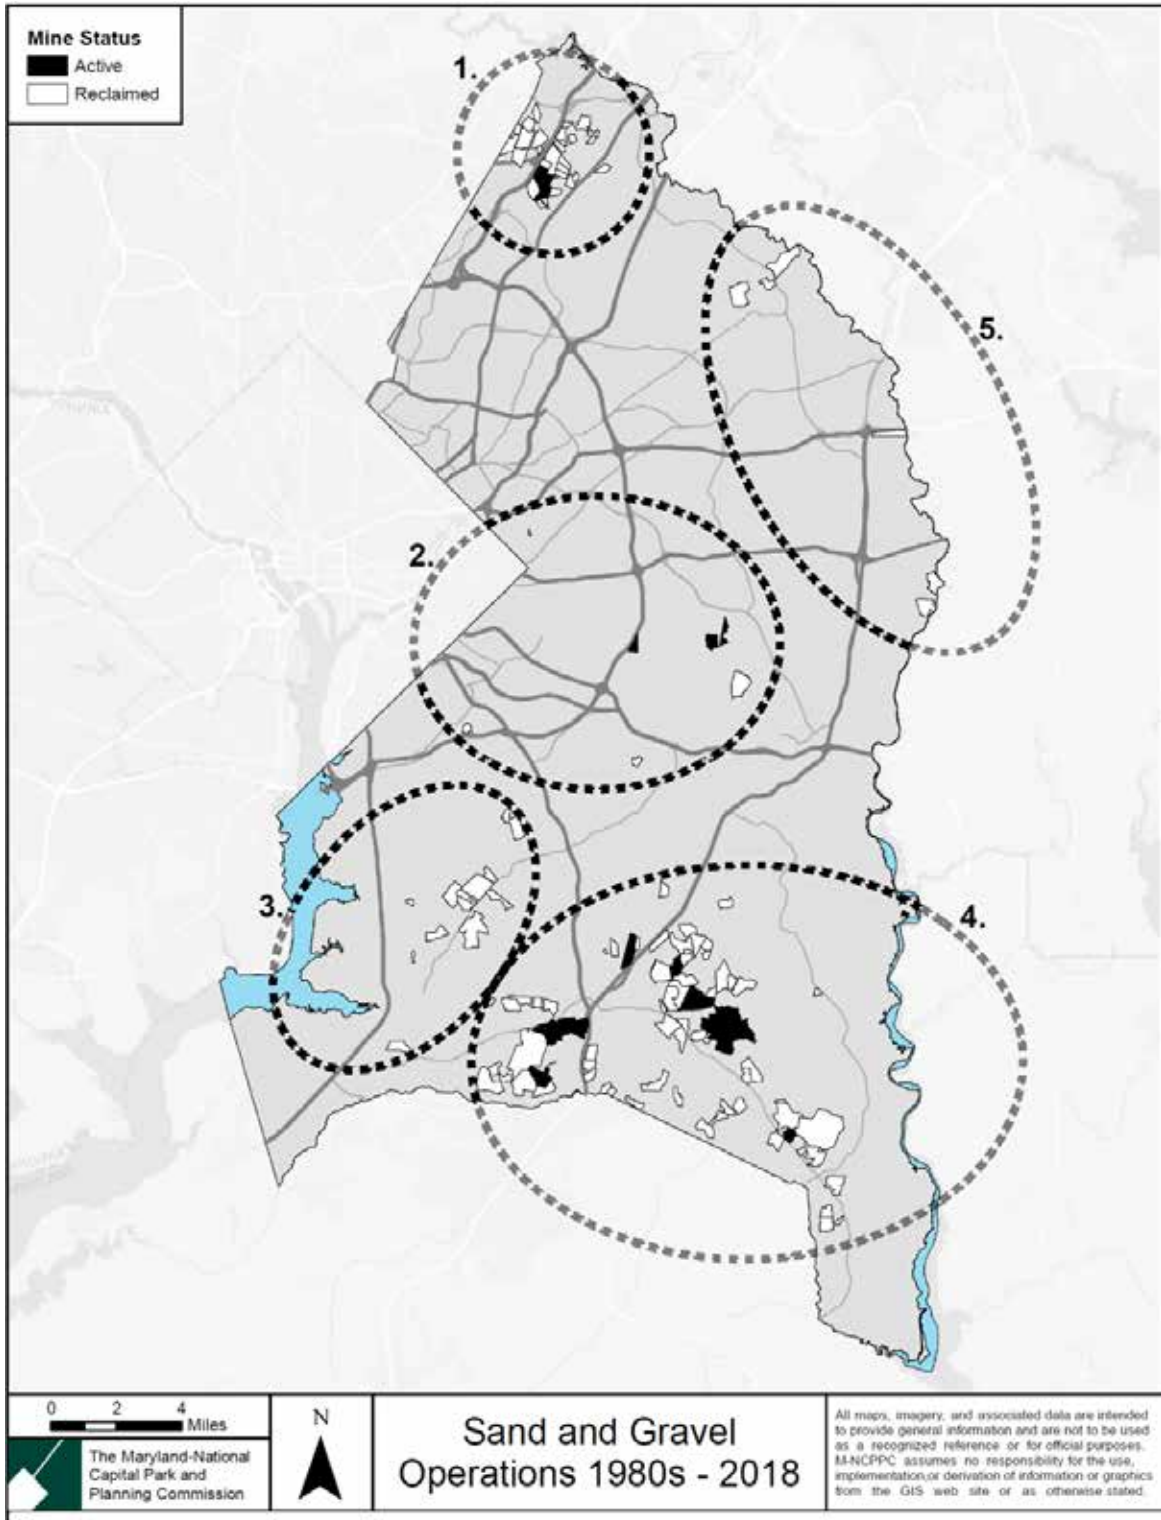 Mine Status
Active
Reclaimed
1.
5.
2.
3.
4.
0 2 4
Miles
The Maryland-National
Capital Park and
Planning Commission
N
Sand and Gravel
Operations 1980s - 2018
All maps, imagery, and associated data are intended
to provide general information and are not to be used
as a recognized reference or for official purposes.
M-NCPPC assumes no responsibility for the use,
implementation,or derivation of information or graphics
from the GIS web site or as otherwise stated.